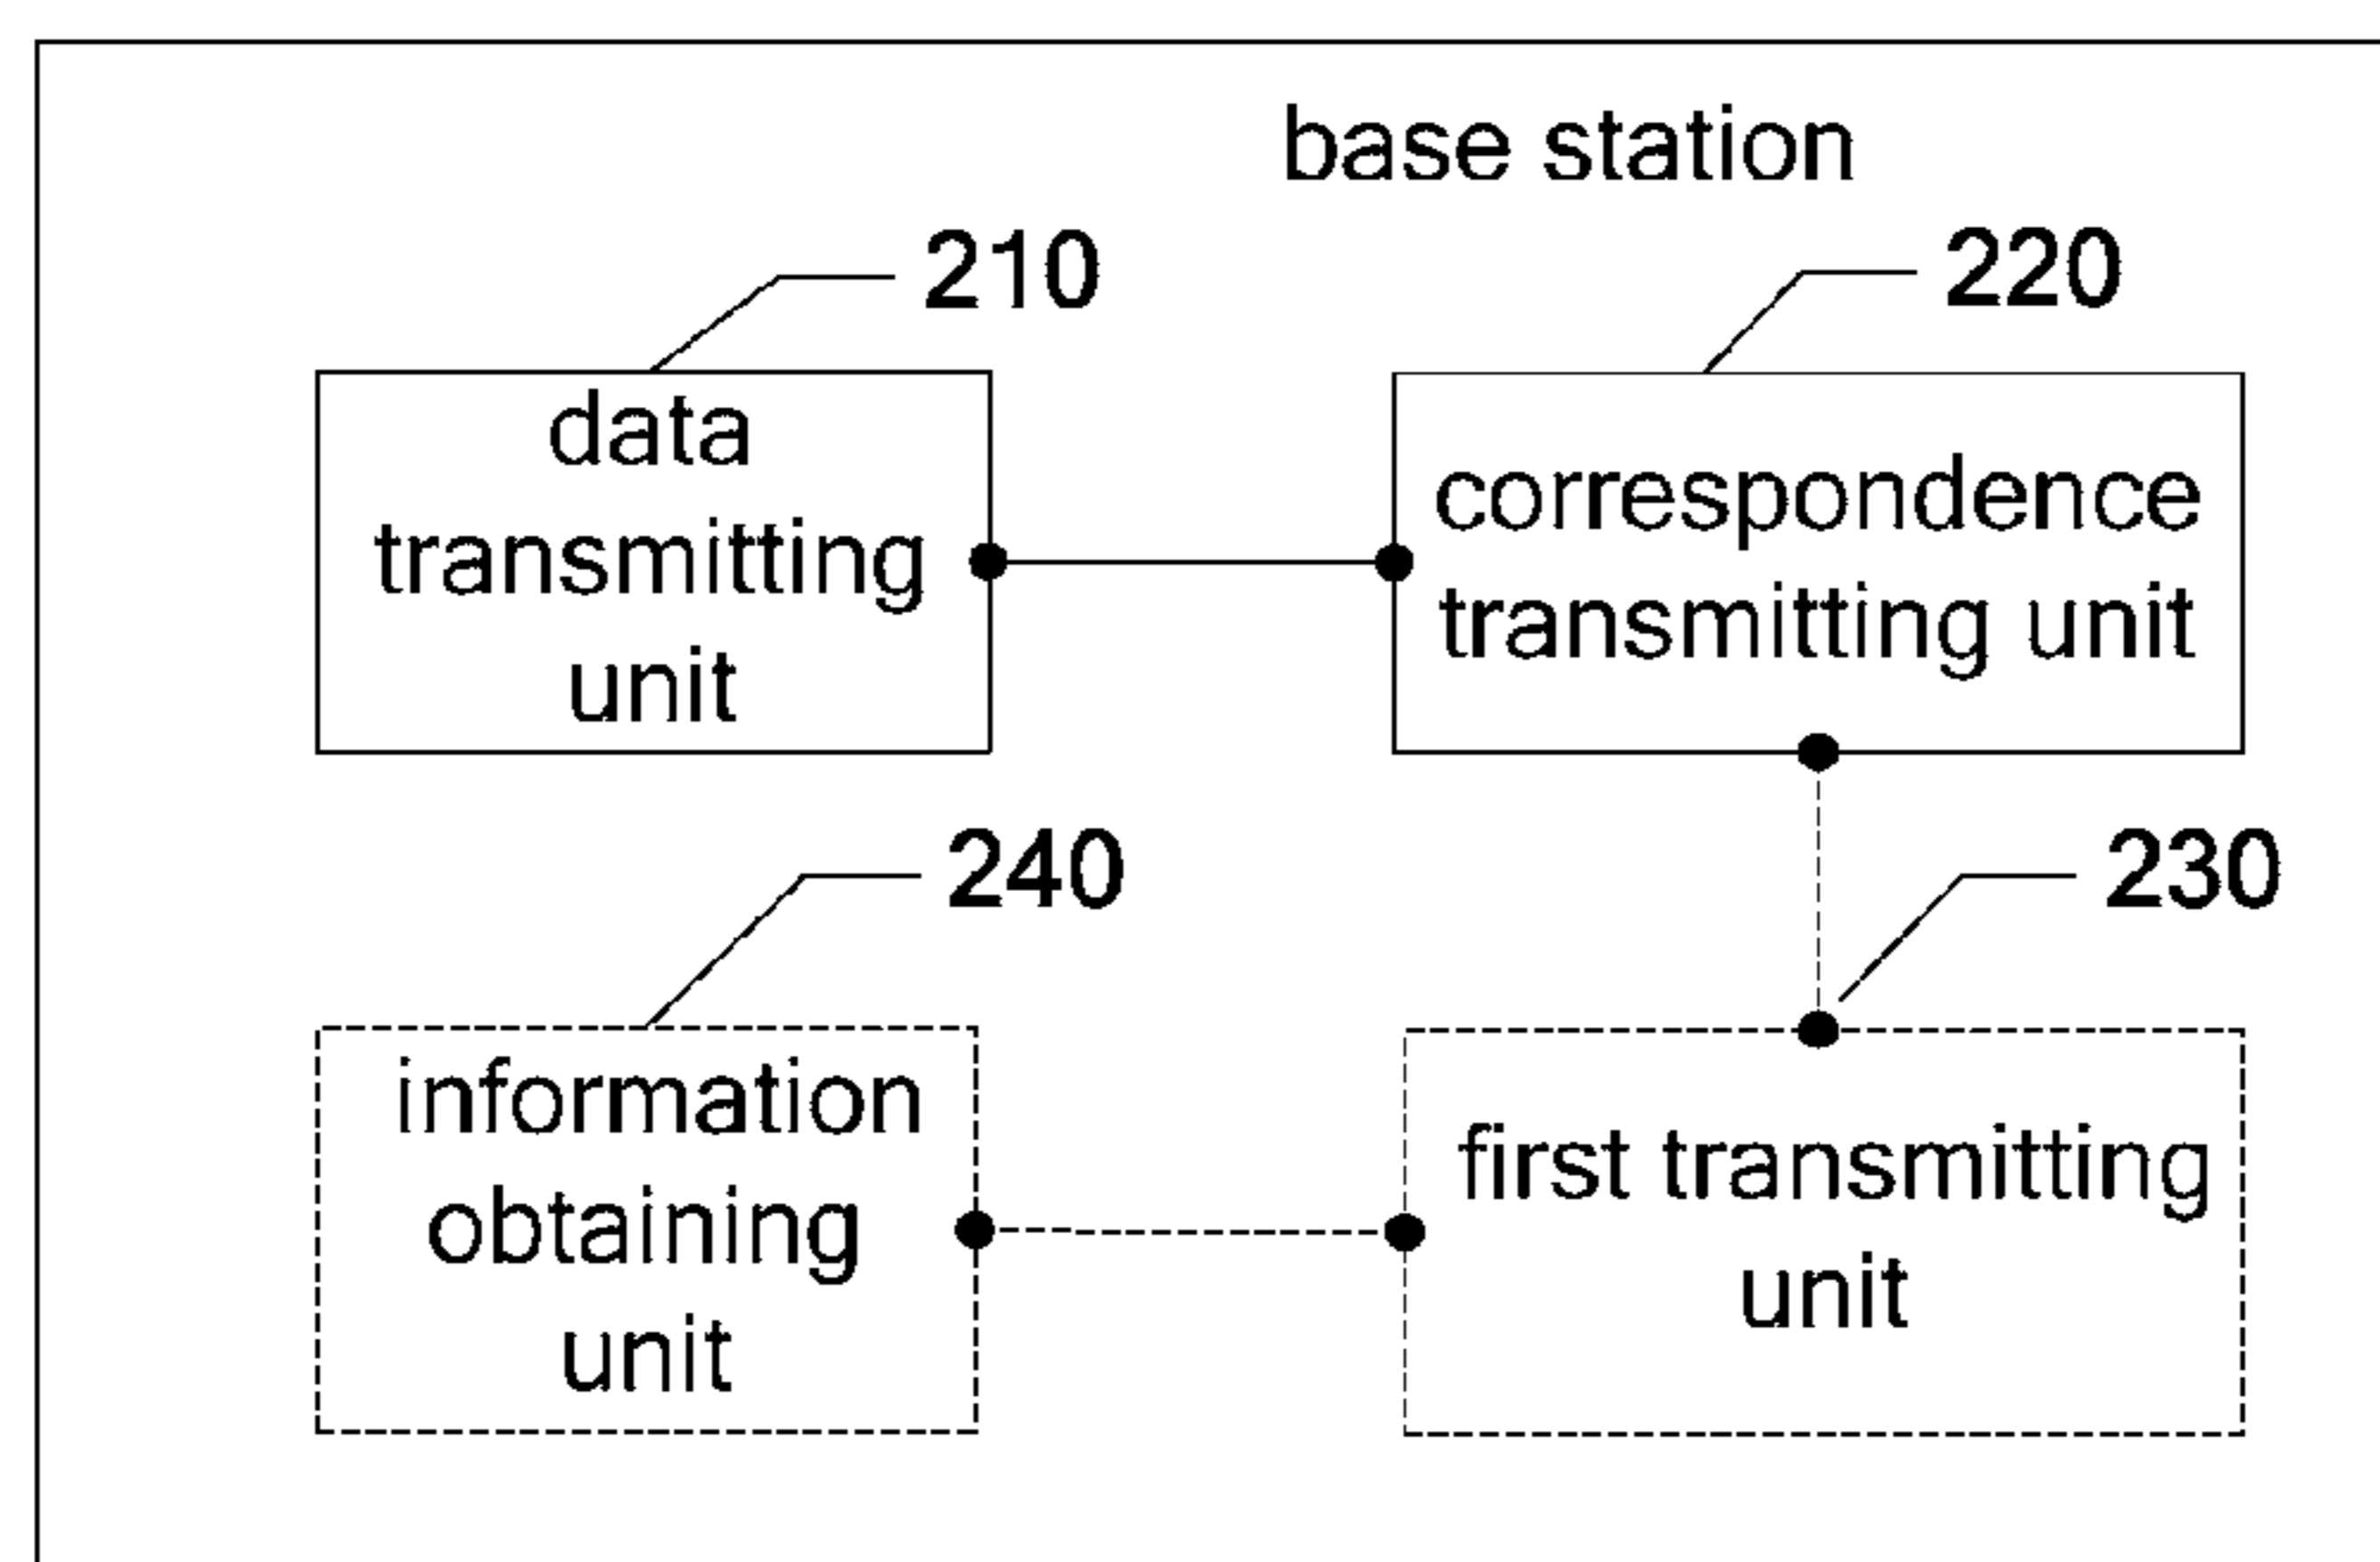 base station
210
220
data
transmitting
unit
correspondence
transmitting unit
240
230
information
obtaining
unit
first transmitting
unit